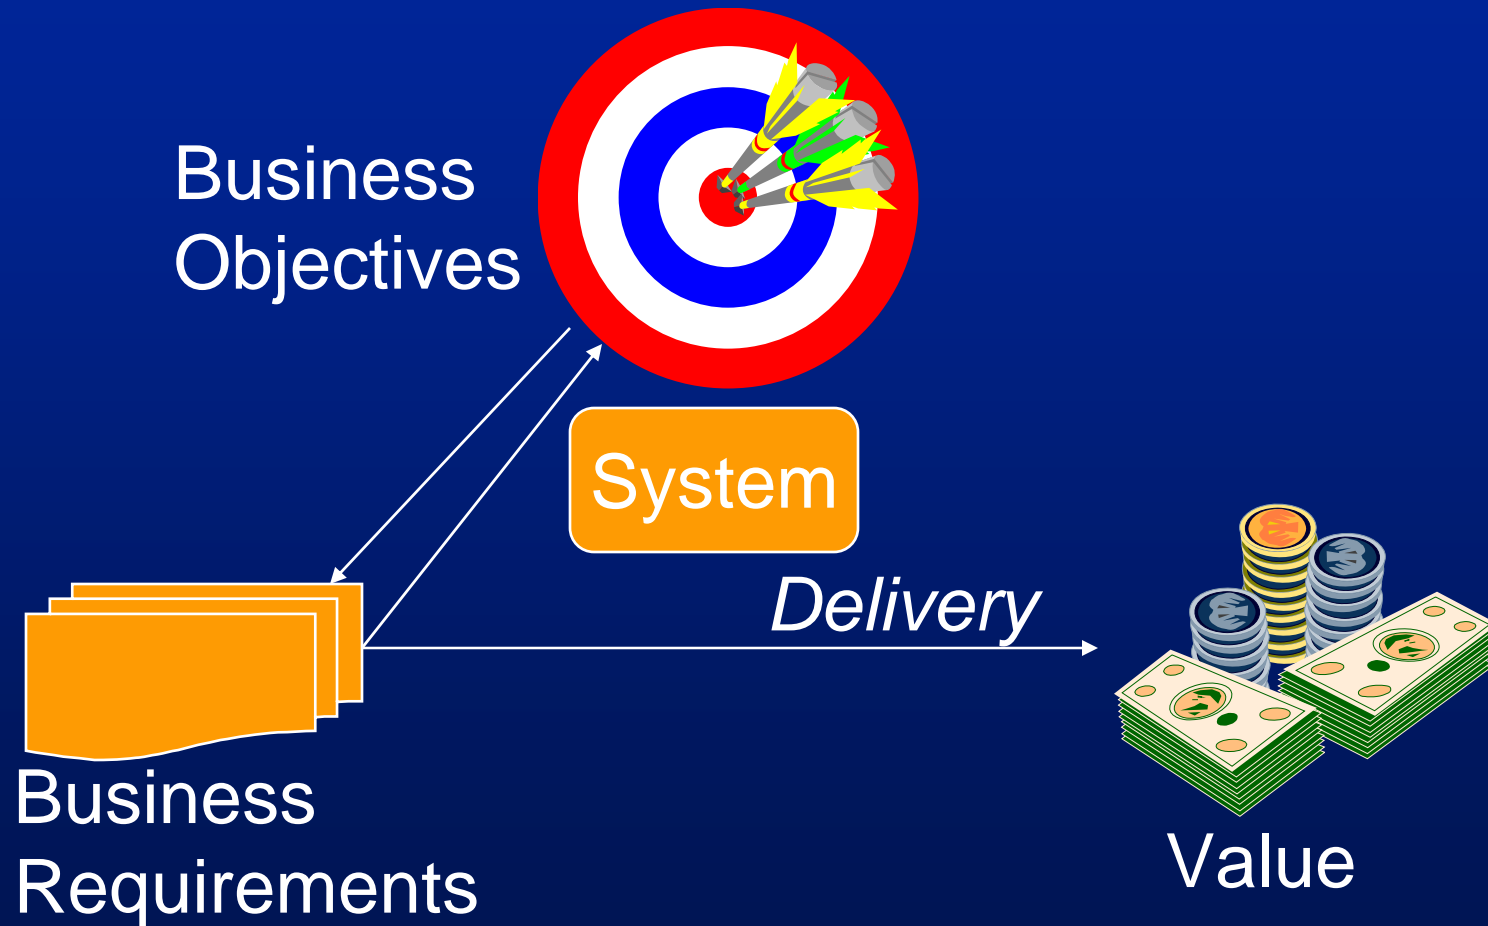 Business
Objectives
System
Delivery
Business
Requirements
Value